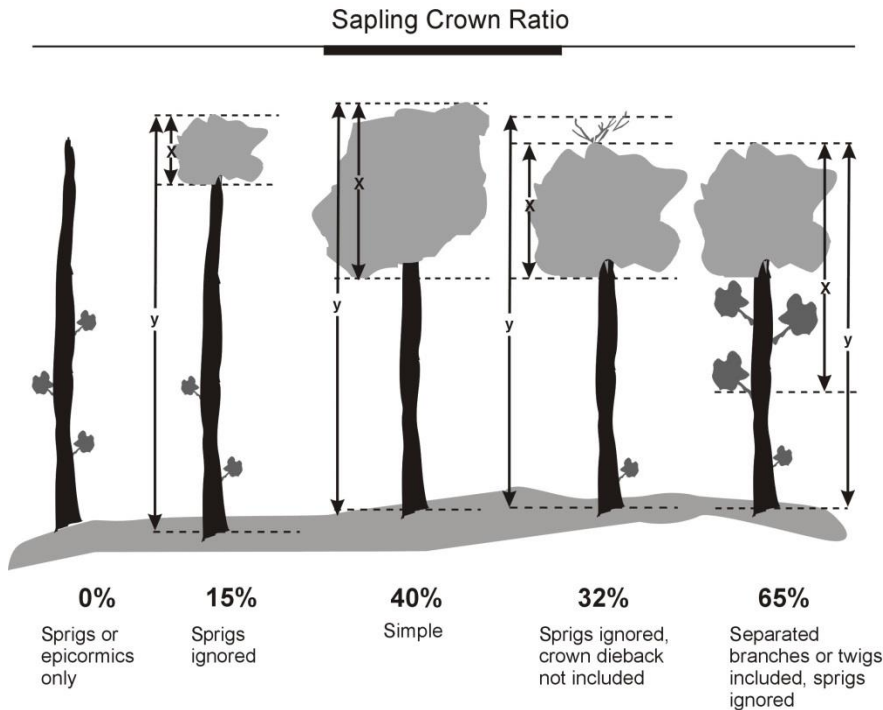 Sapling Crown Ratio
x
y
x
y
x
y
x
y
0%
Sprigs or
epicormics
only
15%
Sprigs
ignored
40%
Simple
32%
Sprigs ignored,
crown dieback
not included
65%
Separated
branches or twigs
included, sprigs
ignored